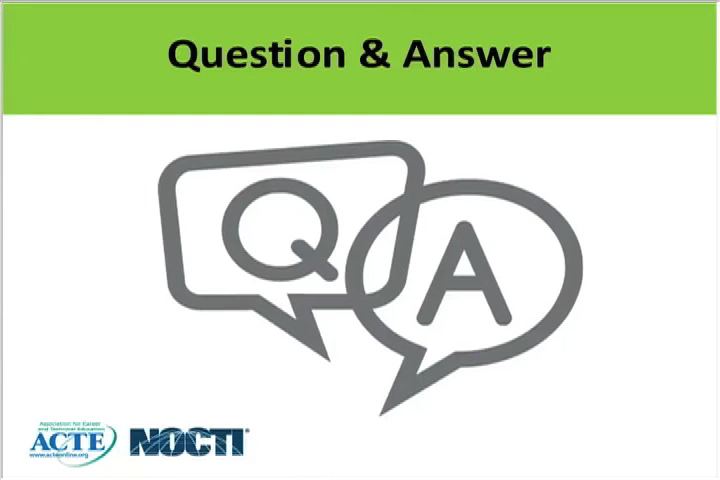 Question & Answer
Q
A
Association for Career
and Technical Education
ACTE
www.acteonline.org
NOCTI®